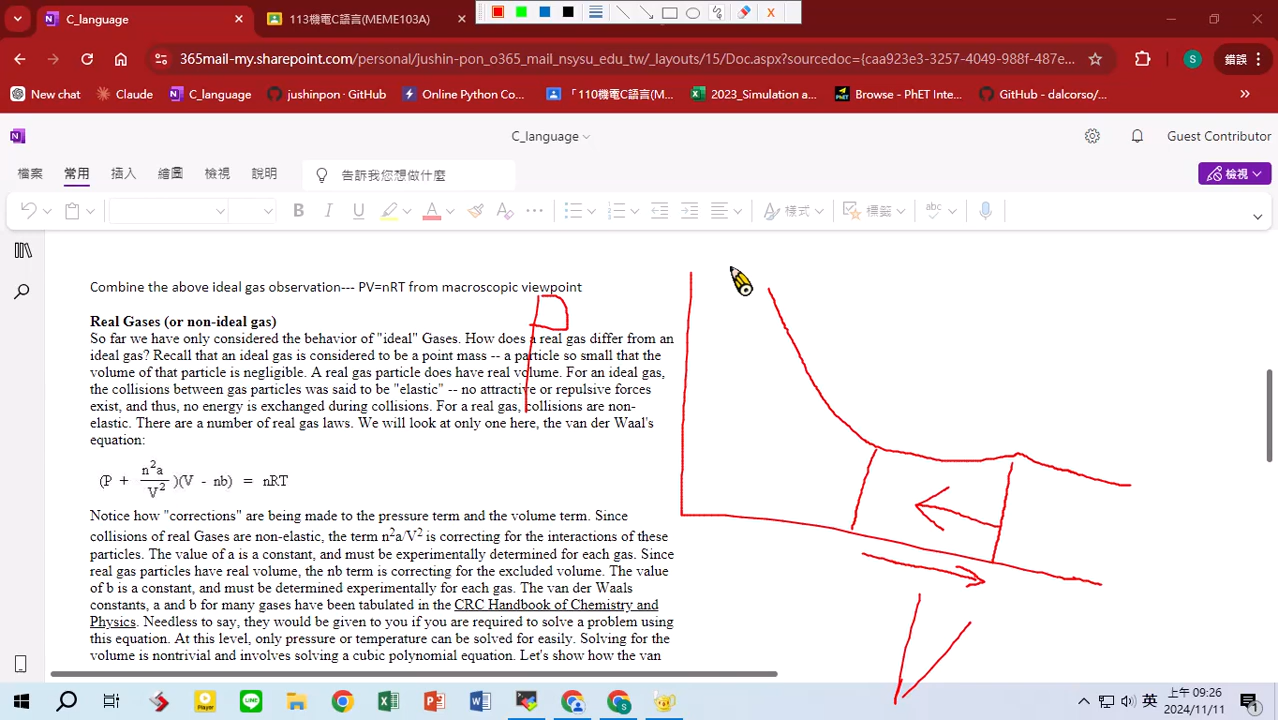 C_language
113機電C語言(MEME103A)
365mail-my.sharepoint.com/personal/jushin-pon_o365_mail_nsysu_edu_tw/_layouts/15/Doc.aspx?sourcedoc={caa923e3-3257-4049-988f-487e...
S
錯誤
New chat
Claude
C_language
jushinpon · GitHub
Online Python Co...
「110機電C語言(M...
2023_Simulation a...
Browse – PhET Inte...
GitHub - dalcorso/...
C_language
Guest Contributor
檔案 常用 插入 繪圖 檢視 說明
告訴我您想做什麼
檢視
B I U A 樣式 標籤 abc
Combine the above ideal gas observation--- PV=nRT from macroscopic viewpoint
Real Gases (or non-ideal gas)
So far we have only considered the behavior of "ideal" Gases. How does a real gas differ from an
ideal gas? Recall that an ideal gas is considered to be a point mass -- a particle so small that the
volume of that particle is negligible. A real gas particle does have real volume. For an ideal gas,
the collisions between gas particles was said to be "elastic" -- no attractive or repulsive forces
exist, and thus, no energy is exchanged during collisions. For a real gas, collisions are non-
elastic. There are a number of real gas laws. We will look at only one here, the van der Waal's
equation:
(P + n²a/V² )(V - nb) = nRT
Notice how "corrections" are being made to the pressure term and the volume term. Since
collisions of real Gases are non-elastic, the term n²a/V² is correcting for the interactions of these
particles. The value of a is a constant, and must be experimentally determined for each gas. Since
real gas particles have real volume, the nb term is correcting for the excluded volume. The value
of b is a constant, and must be determined experimentally for each gas. The van der Waals
constants, a and b for many gases have been tabulated in the CRC Handbook of Chemistry and
Physics. Needless to say, they would be given to you if you are required to solve a problem using
this equation. At this level, only pressure or temperature can be solved for easily. Solving for the
volume is nontrivial and involves solving a cubic polynomial equation. Let's show how the van
P
V
英
上午 09:26
2024/11/11
1